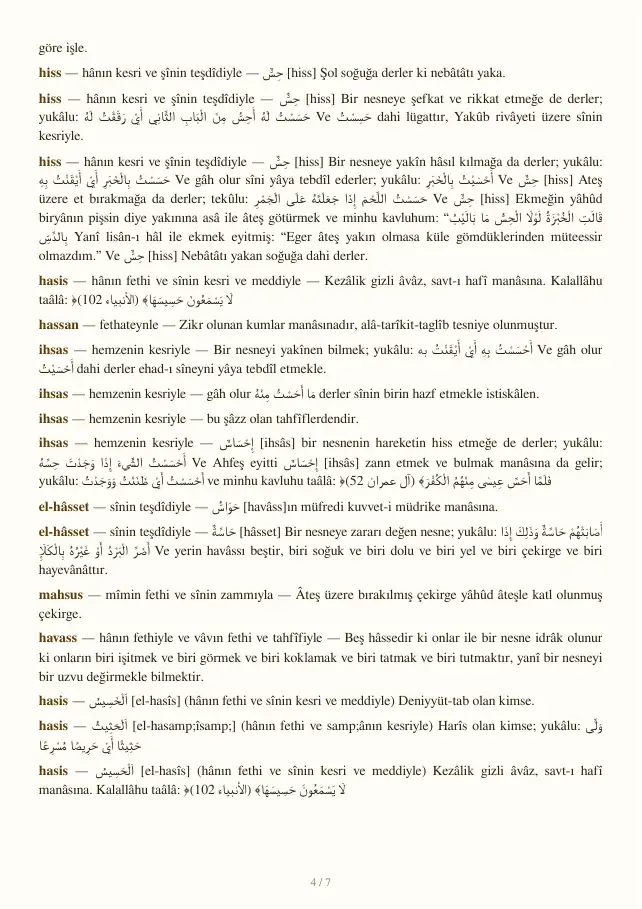 göre işle.
hiss — hânın kesri ve şînin teşdîdiyle — حِسٌّ [hiss] Şol soğuğa derler ki nebâtâtı yaka.
hiss — hânın kesri ve şînin teşdîdiyle — حِسٌّ [hiss] Bir nesneye şefkat ve rikkat etmeğe de derler;
yukâlu: حَسَسْتُ لَهُ أَحِسُّ مِنَ الْبَابِ الثَّانِي أَيْ رَقَقْتُ لَهُ Ve حَسِسْتُ dahi lügattır, Yakûb rivâyeti üzere sînin
kesriyle.
hiss — hânın kesri ve şînin teşdîdiyle — حِسٌّ [hiss] Bir nesneye yakîn hâsıl kılmağa da derler; yukâlu:
حَسَسْتُ بِالْخَبَرِ أَيْ أَيْقَنْتُ بِهِ Ve gâh olur sîni yâya tebdîl ederler; yukâlu: أَحْسَيْتُ بِالْخَبَرِ Ve حِسٌّ [hiss] Ateş
üzere et bırakmağa da derler; tekûlu: حَسَسْتُ اللَّحْمَ إِذَا جَعَلْتَهُ عَلَى الْجَمْرِ Ve حِسٌّ [hiss] Ekmeğin yâhûd
biryânın pişsin diye yakınına asâ ile âteş götürmek ve minhu kavluhum: “قَالَتِ الْخُبْزَةُ لَوْلَا الْحِسُّ مَا بَالَيْتُ
بِالدَّسِّ Yanî lisân-ı hâl ile ekmek eyitmiş: “Eger âteş yakın olmasa küle gömdüklerinden müteessir
olmazdım.” Ve حِسٌّ [hiss] Nebâtâtı yakan soğuğa dahi derler.
hasis — hânın fethi ve sînin kesri ve meddiyle — Kezâlik gizli âvâz, savt-ı hafî manâsına. Kalallâhu
taâlâ: ﴿لَا يَسْمَعُونَ حَسِيسَهَا﴾ (الأنبياء 102)
hassan — fethateynle — Zikr olunan kumlar manâsınadır, alâ-tarîkit-taglîb tesniye olunmuştur.
ihsas — hemzenin kesriyle — Bir nesneyi yakînen bilmek; yukâlu: أَحْسَسْتُ بِهِ أَيْ أَيْقَنْتُ به Ve gâh olur
أَحْسَيْتُ dahi derler ehad-ı sîneyni yâya tebdîl etmekle.
ihsas — hemzenin kesriyle — gâh olur مَا أَحَسْتُ مِنْهُ derler sînin birin hazf etmekle istiskâlen.
ihsas — hemzenin kesriyle — bu şâzz olan tahfîflerdendir.
ihsas — hemzenin kesriyle — إِحْسَاسٌ [ihsâs] bir nesnenin hareketin hiss etmeğe de derler; yukâlu:
أَحْسَسْتُ الشَّيْءَ إِذَا وَجَدْتَ حِسَّهُ Ve Ahfeş eyitti إِحْسَاسٌ [ihsâs] zann etmek ve bulmak manâsına da gelir;
yukâlu: أَحْسَسْتُ أَيْ ظَنَنْتُ وَوَجَدْتُ ve minhu kavluhu taâlâ: ﴿فَلَمَّا أَحَسَّ عِيسَى مِنْهُمُ الْكُفْرَ﴾ (آل عمران 52)
el-hâsset — sînin teşdîdiyle — حَوَاسُّ [havâss]ın müfredi kuvvet-i müdrike manâsına.
el-hâsset — sînin teşdîdiyle — حَاسَّةٌ [hâsset] Bir nesneye zararı değen nesne; yukâlu: أَصَابَتْهُمْ حَاسَّةٌ وَذَلِكَ إِذَا
أَضَرَّ الْبَرْدُ أَوْ غَيْرُهُ بِالْكَلَإِ Ve yerin havâssı beştir, biri soğuk ve biri dolu ve biri yel ve biri çekirge ve biri
hayevânâttır.
mahsus — mîmin fethi ve sînin zammıyla — Âteş üzere bırakılmış çekirge yâhûd âteşle katl olunmuş
çekirge.
havass — hânın fethiyle ve vâvın fethi ve tahfîfiyle — Beş hâssedir ki onlar ile bir nesne idrâk olunur
ki onların biri işitmek ve biri görmek ve biri koklamak ve biri tatmak ve biri tutmaktır, yanî bir nesneyi
bir uzvu değirmekle bilmektir.
hasis — اَلْخَسِيسُ [el-hasîs] (hânın fethi ve sînin kesri ve meddiyle) Deniyyüt-tab olan kimse.
hasis — اَلْحَثِيثُ [el-hasamp;îsamp;] (hânın fethi ve samp;ânın kesriyle) Harîs olan kimse; yukâlu: وَلَّى
حَثِيثًا أَيْ حَرِيصًا مُسْرِعًا
hasis — اَلْحَسِيسُ [el-hasîs] (hânın fethi ve sînin kesri ve meddiyle) Kezâlik gizli âvâz, savt-ı hafî
manâsına. Kalallâhu taâlâ: ﴿لَا يَسْمَعُونَ حَسِيسَهَا﴾ (الأنبياء 102)
4 / 7